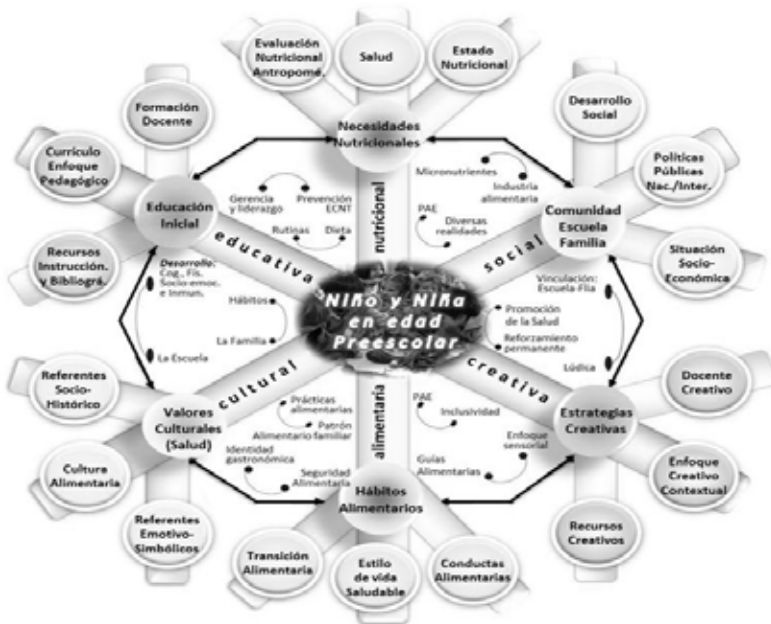 Evaluación
Nutricional
Antropomé.
Salud
Estado
Nutricional
Formación
Docente
Necesidades
Nutricionales
Desarrollo
Social
Currículo
Enfoque
Pedagógico
Educación
Inicial
Gerencia
y liderazgo
Prevención
ECNT
Rutinas
Dieta
nutricional
Micronutrientes
Industria
alimentaria
PAE
Diversas
realidades
Comunidad
Escuela
Familia
Políticas
Públicas
Nac./Inter.
Recursos
Instrucción.
y Bibliográ.
educativa
social
Situación
Socio-
Económica
Desarrollo:
Cog., Fís.
Socio-emoc.
e Inmun.
Hábitos
La Familia
La Escuela
Niño y Niña
en edad
Preescolar
Vinculación:
Escuela-Flia
Promoción
de la Salud
Reforzamiento
permanente
Lúdica
Referentes
Socio-
Histórico
Valores
Culturales
(Salud)
cultural
Prácticas
alimentarias
Patrón
Alimentario familiar
Identidad
gastronómica
Seguridad
Alimentaria
alimentaria
PAE
Inclusividad
Enfoque
sensorial
Guías
Alimentarias
creativa
Estrategias
Creativas
Docente
Creativo
Cultura
Alimentaria
Hábitos
Alimentarios
Enfoque
Creativo
Contextual
Referentes
Emotivo-
Simbólicos
Transición
Alimentaria
Estilo
de vida
Saludable
Conductas
Alimentarias
Recursos
Creativos